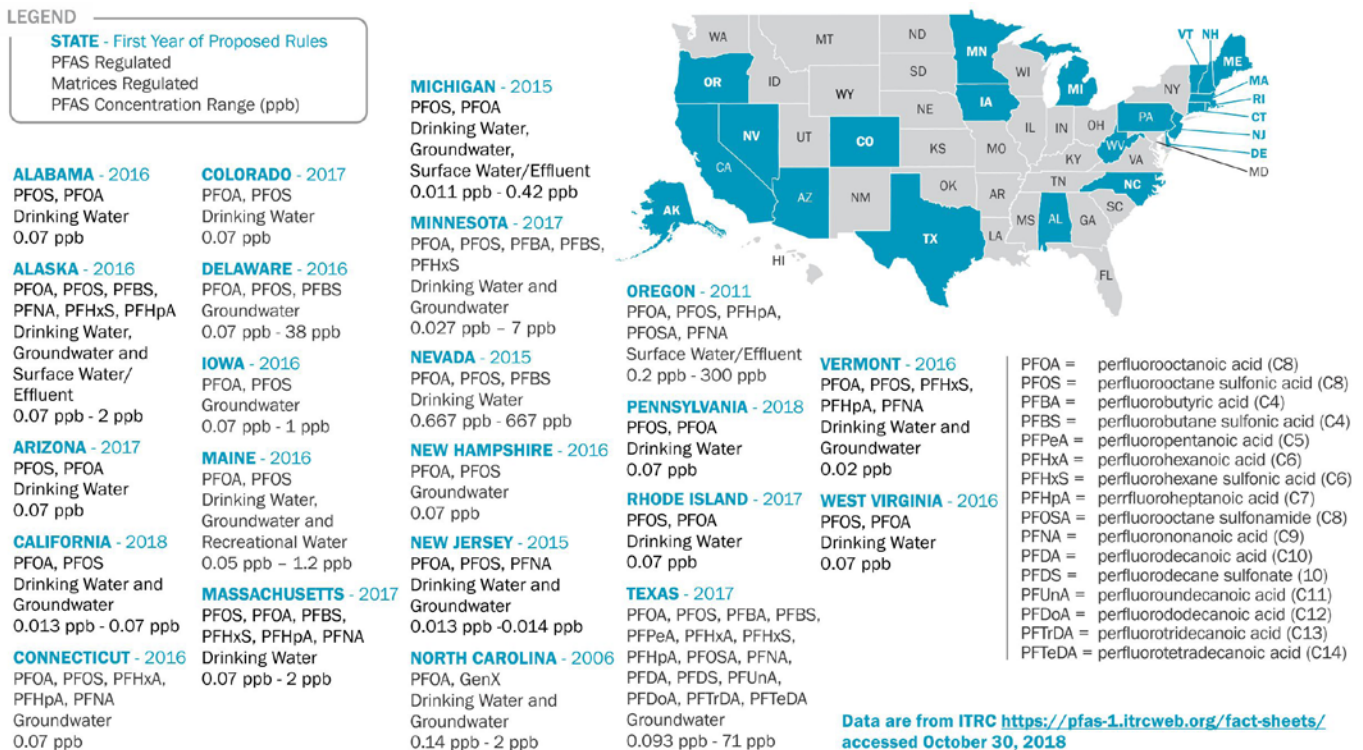 LEGEND
STATE - First Year of Proposed Rules
PFAS Regulated
Matrices Regulated
PFAS Concentration Range (ppb)
ALABAMA - 2016
PFOS, PFOA
Drinking Water
0.07 ppb
ALASKA - 2016
PFOA, PFOS, PFBS,
PFNA, PFHxS, PFHpA
Drinking Water,
Groundwater and
Surface Water/
Effluent
0.07 ppb - 2 ppb
ARIZONA - 2017
PFOS, PFOA
Drinking Water
0.07 ppb
CALIFORNIA - 2018
PFOA, PFOS
Drinking Water and
Groundwater
0.013 ppb - 0.07 ppb
CONNECTICUT - 2016
PFOA, PFOS, PFHxA,
PFHpA, PFNA
Groundwater
0.07 ppb
COLORADO - 2017
PFOA, PFOS
Drinking Water
0.07 ppb
DELAWARE - 2016
PFOA, PFOS, PFBS
Groundwater
0.07 ppb - 38 ppb
IOWA - 2016
PFOA, PFOS
Groundwater
0.07 ppb - 1 ppb
MAINE - 2016
PFOA, PFOS
Drinking Water,
Groundwater and
Recreational Water
0.05 ppb – 1.2 ppb
MASSACHUSETTS - 2017
PFOS, PFOA, PFBS,
PFHxS, PFHpA, PFNA
Drinking Water
0.07 ppb - 2 ppb
MICHIGAN - 2015
PFOS, PFOA
Drinking Water,
Groundwater,
Surface Water/Effluent
0.011 ppb - 0.42 ppb
MINNESOTA - 2017
PFOA, PFOS, PFBA, PFBS,
PFHxS
Drinking Water and
Groundwater
0.027 ppb – 7 ppb
NEVADA - 2015
PFOA, PFOS, PFBS
Drinking Water
0.667 ppb - 667 ppb
NEW HAMPSHIRE - 2016
PFOA, PFOS
Groundwater
0.07 ppb
NEW JERSEY - 2015
PFOA, PFOS, PFNA
Drinking Water and
Groundwater
0.013 ppb -0.014 ppb
NORTH CAROLINA - 2006
PFOA, GenX
Drinking Water and
Groundwater
0.14 ppb - 2 ppb
OREGON - 2011
PFOA, PFOS, PFHpA,
PFOSA, PFNA
Surface Water/Effluent
0.2 ppb - 300 ppb
PENNSYLVANIA - 2018
PFOS, PFOA
Drinking Water
0.07 ppb
RHODE ISLAND - 2017
PFOS, PFOA
Drinking Water
0.07 ppb
TEXAS - 2017
PFOA, PFOS, PFBA, PFBS,
PFPeA, PFHxA, PFHxS,
PFHpA, PFOSA, PFNA,
PFDA, PFDS, PFUnA,
PFDoA, PFTrDA, PFTeDA
Groundwater
0.093 ppb - 71 ppb
VERMONT - 2016
PFOA, PFOS, PFHxS,
PFHpA, PFNA
Drinking Water and
Groundwater
0.02 ppb
WEST VIRGINIA - 2016
PFOS, PFOA
Drinking Water
0.07 ppb
WA
MT
ND
MN
VT
NH
ME
OR
ID
WY
SD
WI
MI
NY
MA
RI
CT
NJ
DE
MD
NV
UT
CO
NE
IA
IL
IN
OH
PA
CA
KS
MO
KY
WV
VA
AZ
NM
OK
AR
TN
NC
SC
AK
TX
LA
MS
AL
GA
HI
FL
PFOA = perfluorooctanoic acid (C8)
PFOS = perfluorooctane sulfonic acid (C8)
PFBA = perfluorobutyric acid (C4)
PFBS = perfluorobutane sulfonic acid (C4)
PFPeA = perfluoropentanoic acid (C5)
PFHxA = perfluorohexanoic acid (C6)
PFHxS = perfluorohexane sulfonic acid (C6)
PFHpA = perrfluoroheptanoic acid (C7)
PFOSA = perfluorooctane sulfonamide (C8)
PFNA = perfluorononanoic acid (C9)
PFDA = perfluorodecanoic acid (C10)
PFDS = perfluorodecane sulfonate (10)
PFUnA = perfluoroundecanoic acid (C11)
PFDoA = perfluorododecanoic acid (C12)
PFTrDA = perfluorotridecanoic acid (C13)
PFTeDA = perfluorotetradecanoic acid (C14)
Data are from ITRC https://pfas-1.itrcweb.org/fact-sheets/
accessed October 30, 2018